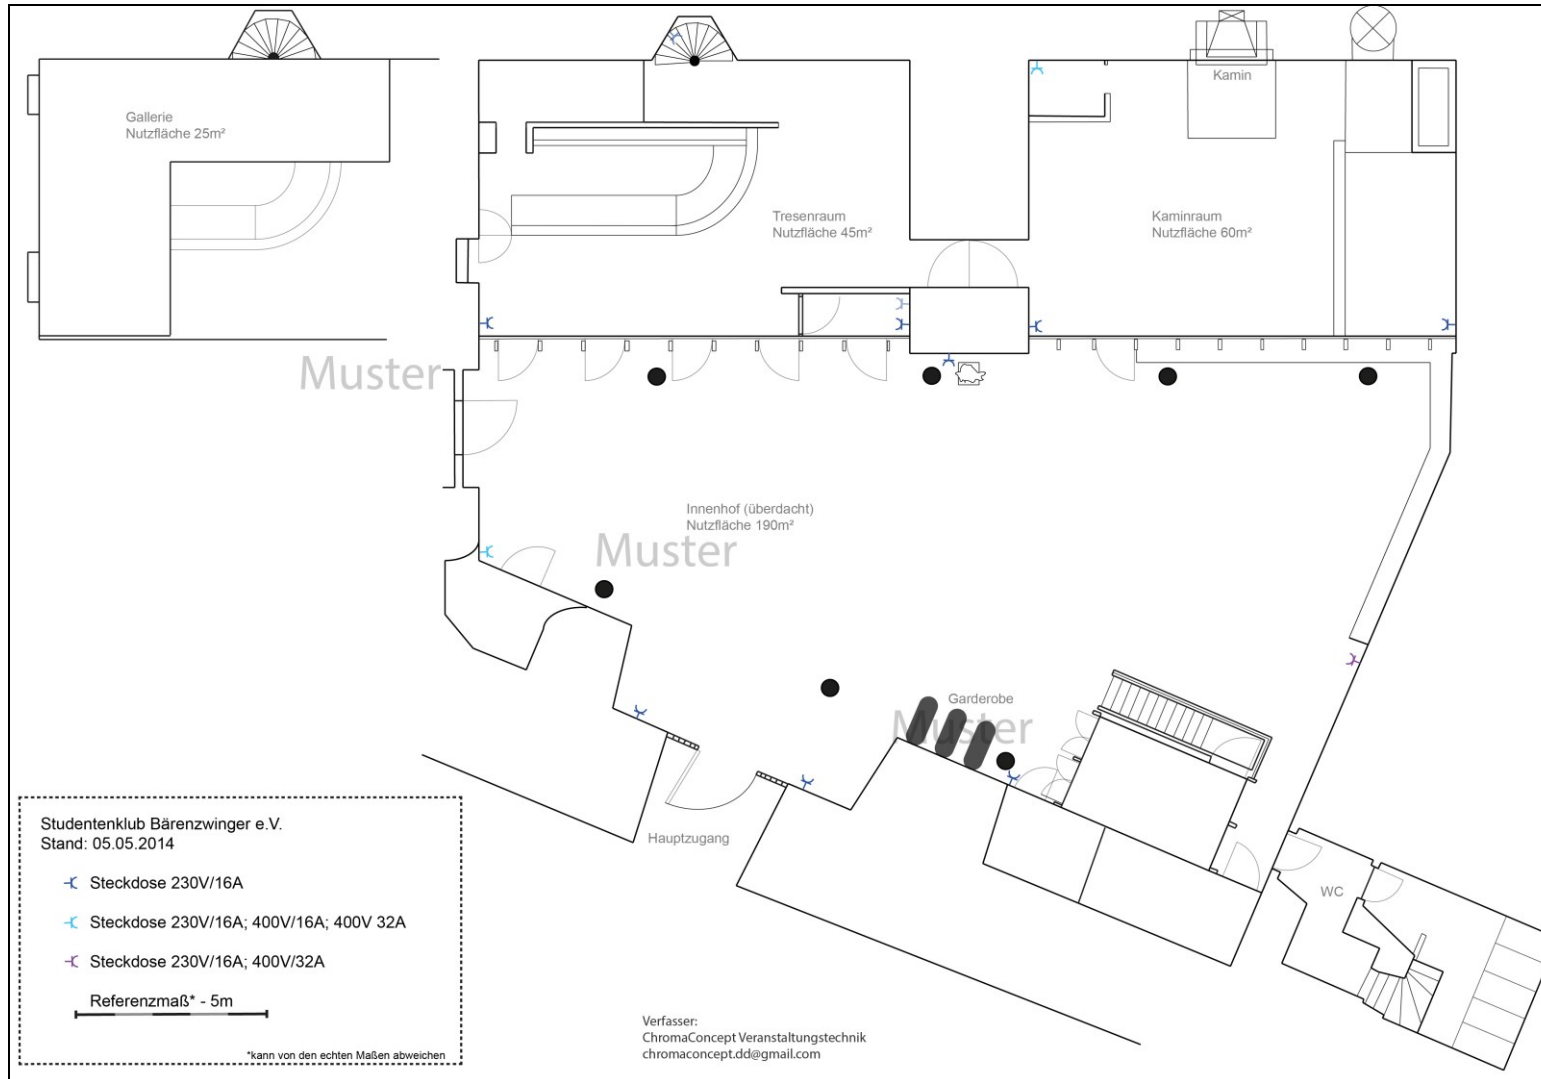 Kamin
Gallerie
Nutzfläche 25m²
Tresenraum
Nutzfläche 45m²
Kaminraum
Nutzfläche 60m²
Muster
Innenhof (überdacht)
Nutzfläche 190m²
Muster
Garderobe
Muster
Hauptzugang
WC
Studentenklub Bärenzwinger e.V.
Stand: 05.05.2014
Steckdose 230V/16A
Steckdose 230V/16A; 400V/16A; 400V 32A
Steckdose 230V/16A; 400V/32A
Referenzmaß* - 5m
*kann von den echten Maßen abweichen
Verfasser:
ChromaConcept Veranstaltungstechnik
chromaconcept.dd@gmail.com